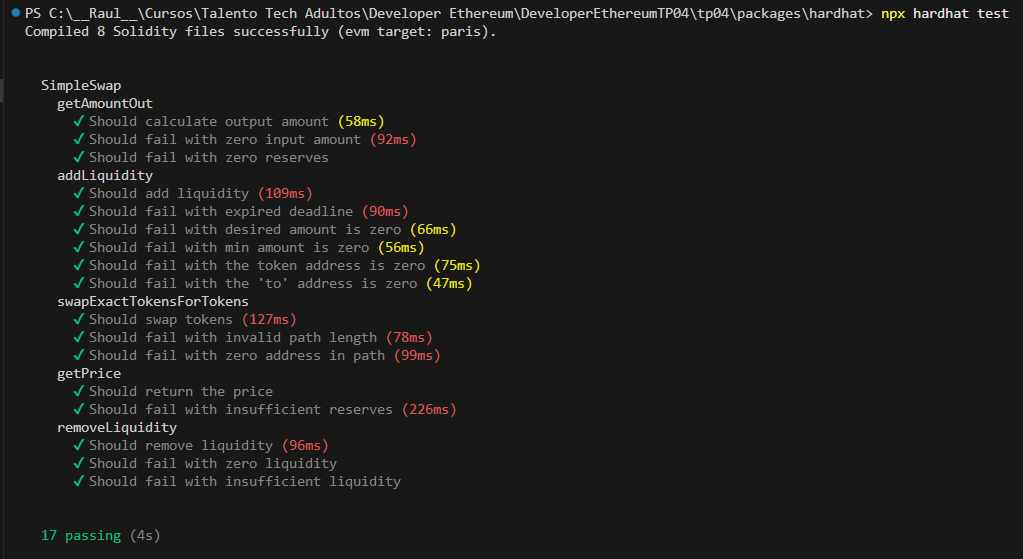 PS C:\__Raul__\Cursos\Talento Tech Adultos\Developer Ethereum\DeveloperEthereumTP04\tp04\packages\hardhat> npx hardhat test
Compiled 8 Solidity files successfully (evm target: paris).
SimpleSwap
getAmountOut
✓ Should calculate output amount (58ms)
✓ Should fail with zero input amount (92ms)
✓ Should fail with zero reserves
addLiquidity
✓ Should add liquidity (109ms)
✓ Should fail with expired deadline (90ms)
✓ Should fail with desired amount is zero (66ms)
✓ Should fail with min amount is zero (56ms)
✓ Should fail with the token address is zero (75ms)
✓ Should fail with the 'to' address is zero (47ms)
swapExactTokensForTokens
✓ Should swap tokens (127ms)
✓ Should fail with invalid path length (78ms)
✓ Should fail with zero address in path (99ms)
getPrice
✓ Should return the price
✓ Should fail with insufficient reserves (226ms)
removeLiquidity
✓ Should remove liquidity (96ms)
✓ Should fail with zero liquidity
✓ Should fail with insufficient liquidity
17 passing (4s)